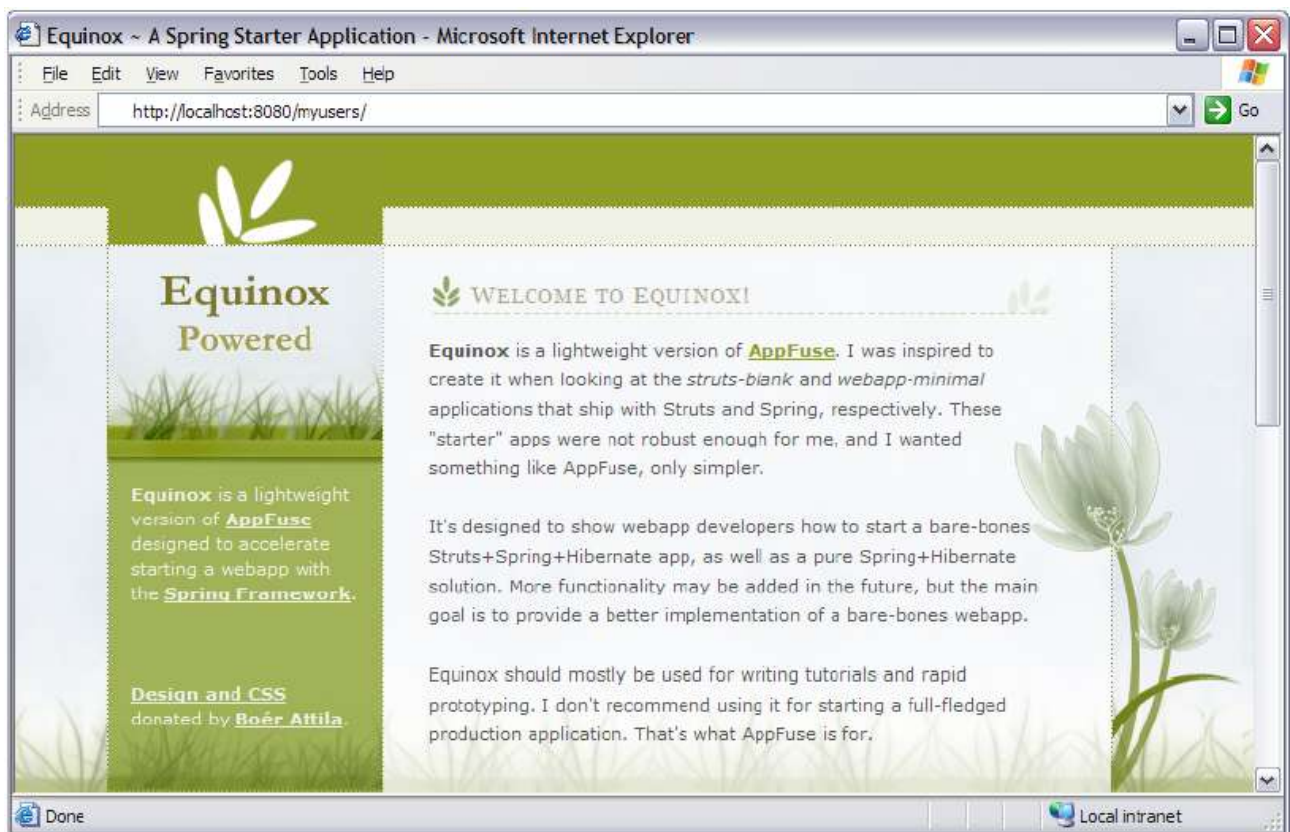 Equinox ~ A Spring Starter Application - Microsoft Internet Explorer
File Edit View Favorites Tools Help
Address http://localhost:8080/myusers/ Go
Equinox
Powered
Equinox is a lightweight
version of AppFuse
designed to accelerate
starting a webapp with
the Spring Framework.
Design and CSS
donated by Boér Attila.
WELCOME TO EQUINOX!
Equinox is a lightweight version of AppFuse. I was inspired to
create it when looking at the struts-blank and webapp-minimal
applications that ship with Struts and Spring, respectively. These
"starter" apps were not robust enough for me, and I wanted
something like AppFuse, only simpler.
It's designed to show webapp developers how to start a bare-bones
Struts+Spring+Hibernate app, as well as a pure Spring+Hibernate
solution. More functionality may be added in the future, but the main
goal is to provide a better implementation of a bare-bones webapp.
Equinox should mostly be used for writing tutorials and rapid
prototyping. I don't recommend using it for starting a full-fledged
production application. That's what AppFuse is for.
Done
Local intranet